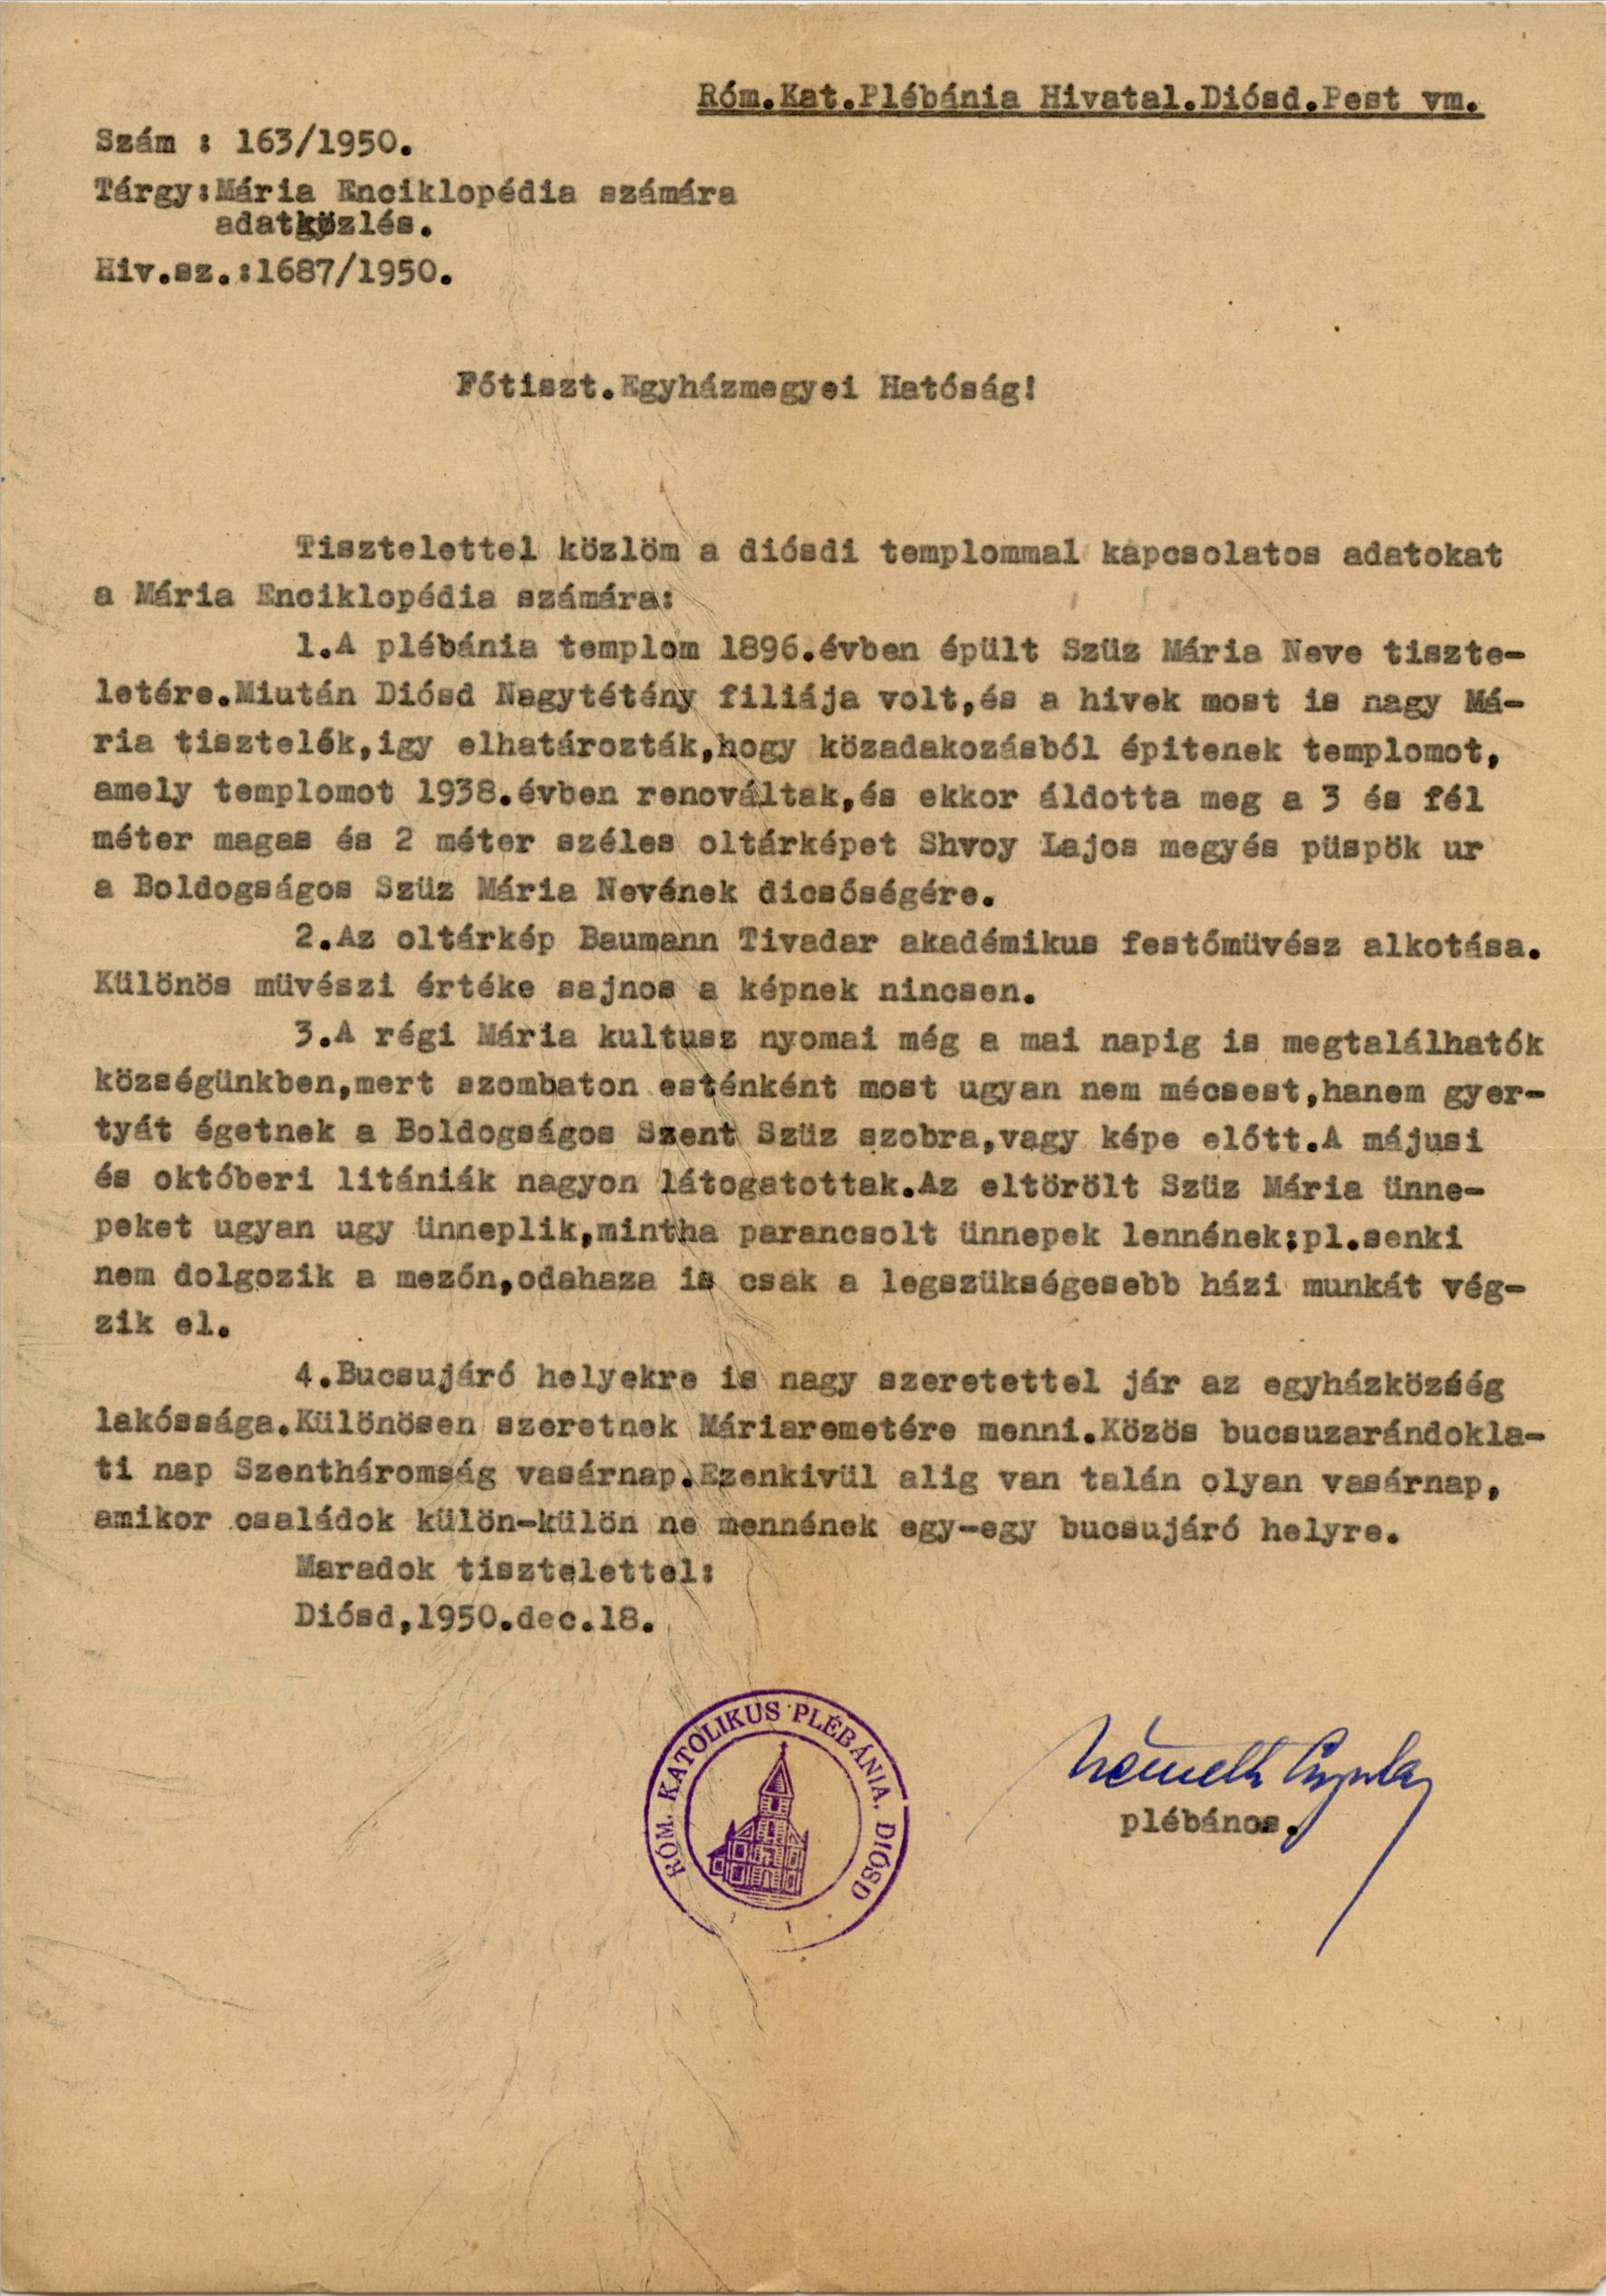 Róm.Kat.Plébánia Hivatal.Diósd.Pest vm.
Szám : 163/1950.
Tárgy:Mária Enciklopédia számára
adatközlés.
Hiv.sz.:1687/1950.
Főtiszt.Egyházmegyei Hatóság!
Tisztelettel közlöm a diósdi templommal kapcsolatos adatokat
a Mária Enciklopédia számára:
1.A plébánia templom 1896.évben épült Szüz Mária Neve tiszte-
letére.Miután Diósd Nagytétény filiája volt,és a hivek most is nagy Má-
ria tisztelők,igy elhatározták,hogy közadakozásból épitenek templomot,
amely templomot 1938.évben renováltak,és ekkor áldotta meg a 3 és fél
méter magas és 2 méter széles oltárképet Shvoy Lajos megyés püspök ur
a Boldogságos Szüz Mária Nevének dicsőségére.
2.Az oltárkép Baumann Tivadar akadémikus festőmüvész alkotása.
Különös müvészi értéke sajnos a képnek nincsen.
3.A régi Mária kultusz nyomai még a mai napig is megtalálhatók
községünkben,mert szombaton esténként most ugyan nem mécsest,hanem gyer-
tyát égetnek a Boldogságos Szent Szüz szobra,vagy képe előtt.A májusi
és októberi litániák nagyon látogatottak.Az eltörölt Szüz Mária ünne-
peket ugyan ugy ünneplik,mintha parancsolt ünnepek lennének;pl.senki
nem dolgozik a mezőn,odahaza is csak a legszükségesebb házi munkát vég-
zik el.
4.Bucsujáró helyekre is nagy szeretettel jár az egyházközség
lakóssága.Különösen szeretnek Máriaremetére menni.Közös bucsuzarándokla-
ti nap Szentháromság vasárnap.Ezenkivül alig van talán olyan vasárnap,
amikor családok külön-külön ne mennének egy-egy bucsujáró helyre.
Maradok tisztelettel:
Diósd,1950.dec.18.
RÓM. KATOLIKUS PLÉBÁNIA. DIÓSD
Németh Gyula
plébános.